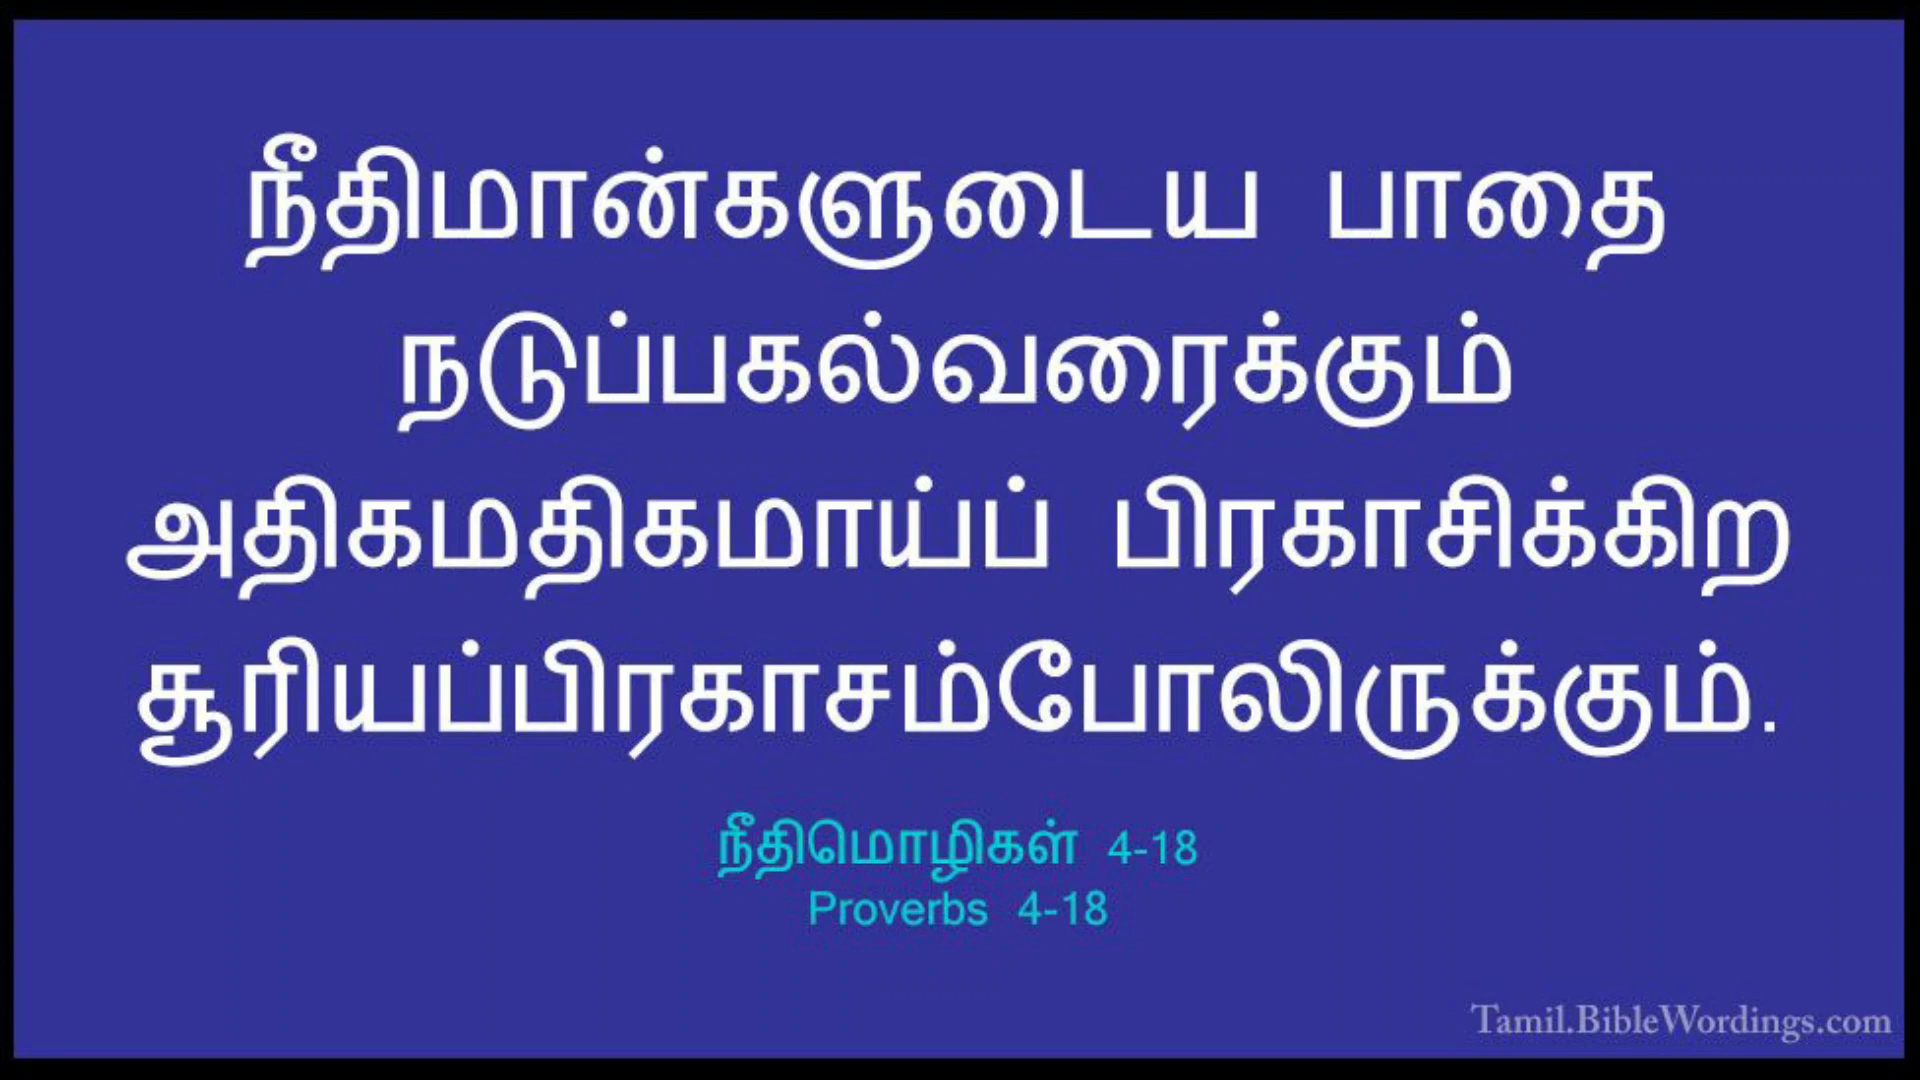 நீதிமான்களுடைய பாதை
நடுப்பகல்வரைக்கும்
அதிகமதிகமாய்ப் பிரகாசிக்கிற
சூரியப்பிரகாசம்போலிருக்கும்.
நீதிமொழிகள் 4-18
Proverbs 4-18
Tamil.BibleWordings.com